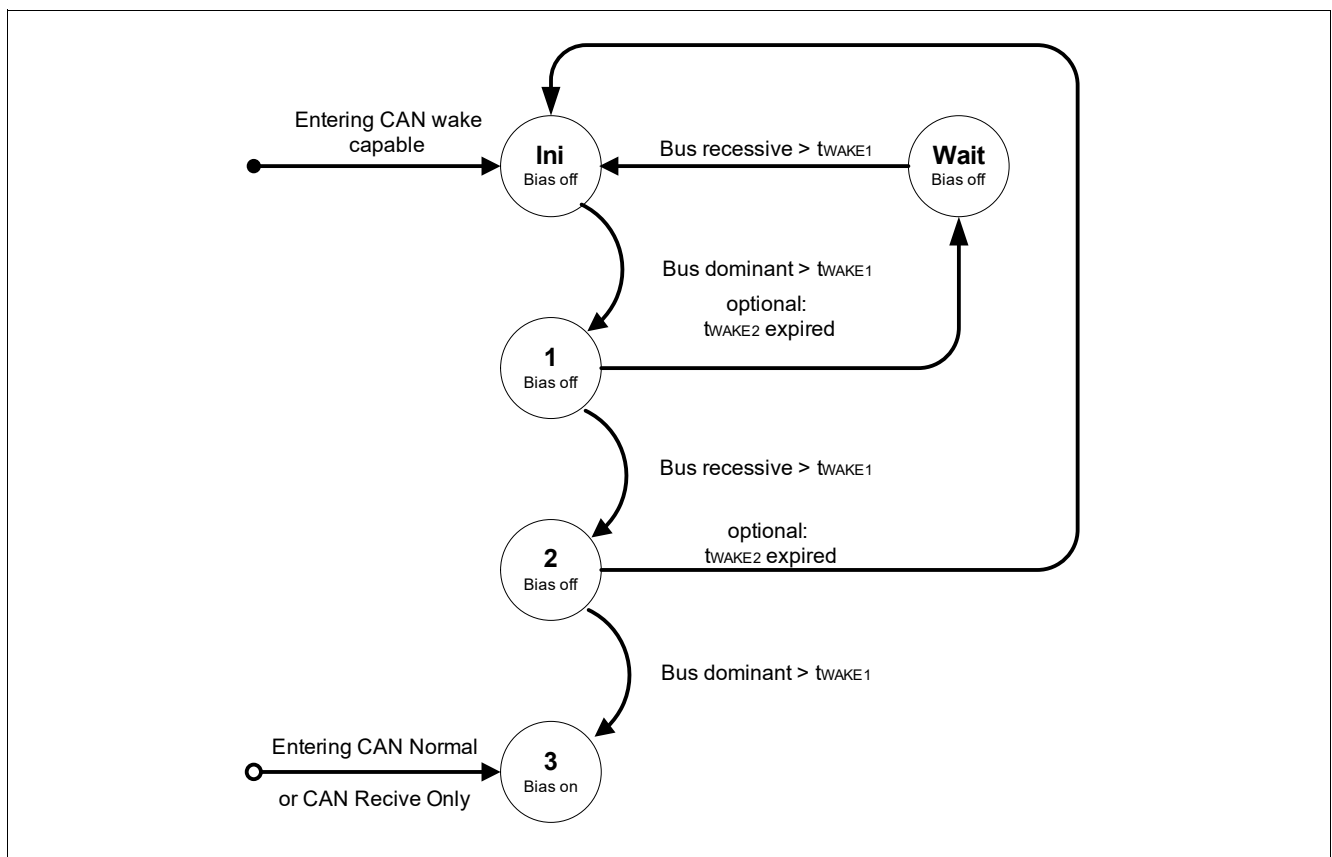 Entering CAN wake
capable
Ini
Bias off
Bus recessive > tWAKE1
Wait
Bias off
Bus dominant > tWAKE1
optional:
tWAKE2 expired
1
Bias off
Bus recessive > tWAKE1
optional:
tWAKE2 expired
2
Bias off
Bus dominant > tWAKE1
Entering CAN Normal
or CAN Recive Only
3
Bias on